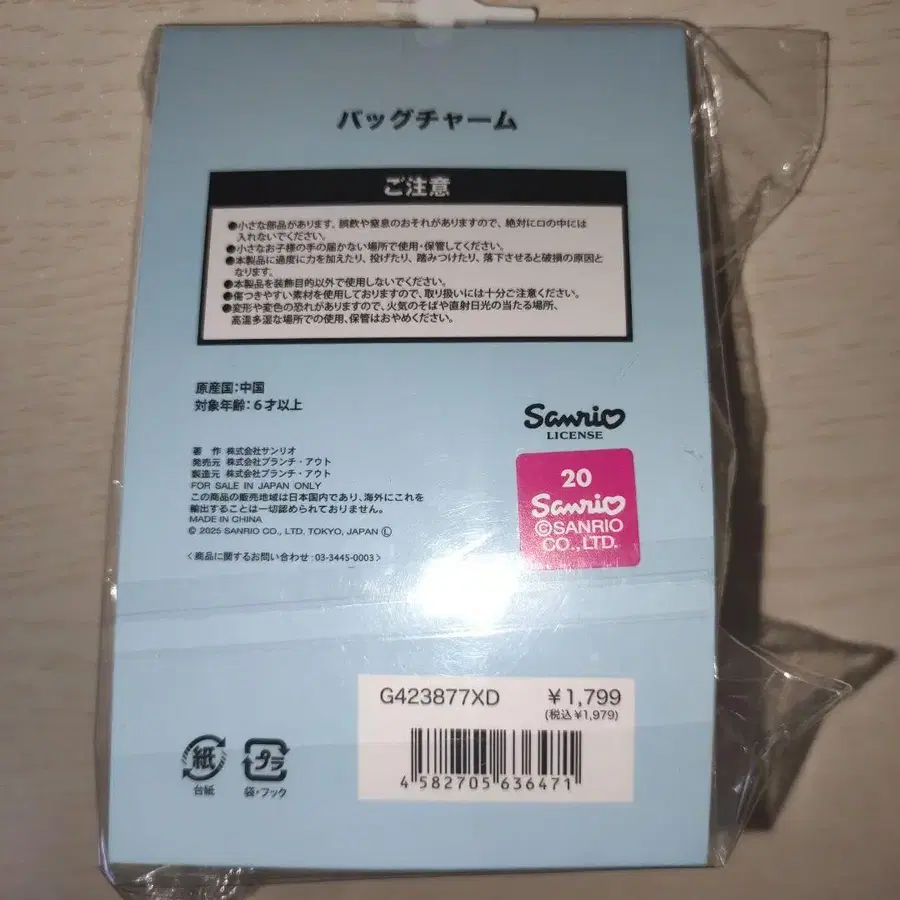 バッグチャーム
ご注意
●小さな部品があります。誤飲や窒息のおそれがありますので、絶対に口の中には
入れないでください。
●小さなお子様の手の届かない場所で使用・保管してください。
●本製品に過度に力を加えたり、投げたり、踏みつけたり、落下させると破損の原因と
なります。
●本製品を装飾目的以外で使用しないでください。
●傷つきやすい素材を使用しておりますので、取り扱いには十分ご注意ください。
●変形や変色の恐れがありますので、火気のそばや直射日光の当たる場所、
高温多湿な場所での使用、保管はおやめください。
原産国:中国
対象年齢:6才以上
Sanrio
LICENSE
著 作 株式会社サンリオ
発売元 株式会社ブランチ・アウト
製造元 株式会社ブランチ・アウト
FOR SALE IN JAPAN ONLY
この商品の販売地域は日本国内であり、海外にこれを
輸出することは一切認められておりません。
MADE IN CHINA
© 2025 SANRIO CO., LTD. TOKYO, JAPAN Ⓛ
<商品に関するお問い合わせ:03-3445-0003>
20
Sanrio
©SANRIO
CO., LTD.
G423877XD ¥1,799
(税込¥1,979)
4 582705 636471
紙
台紙
プラ
袋・フック